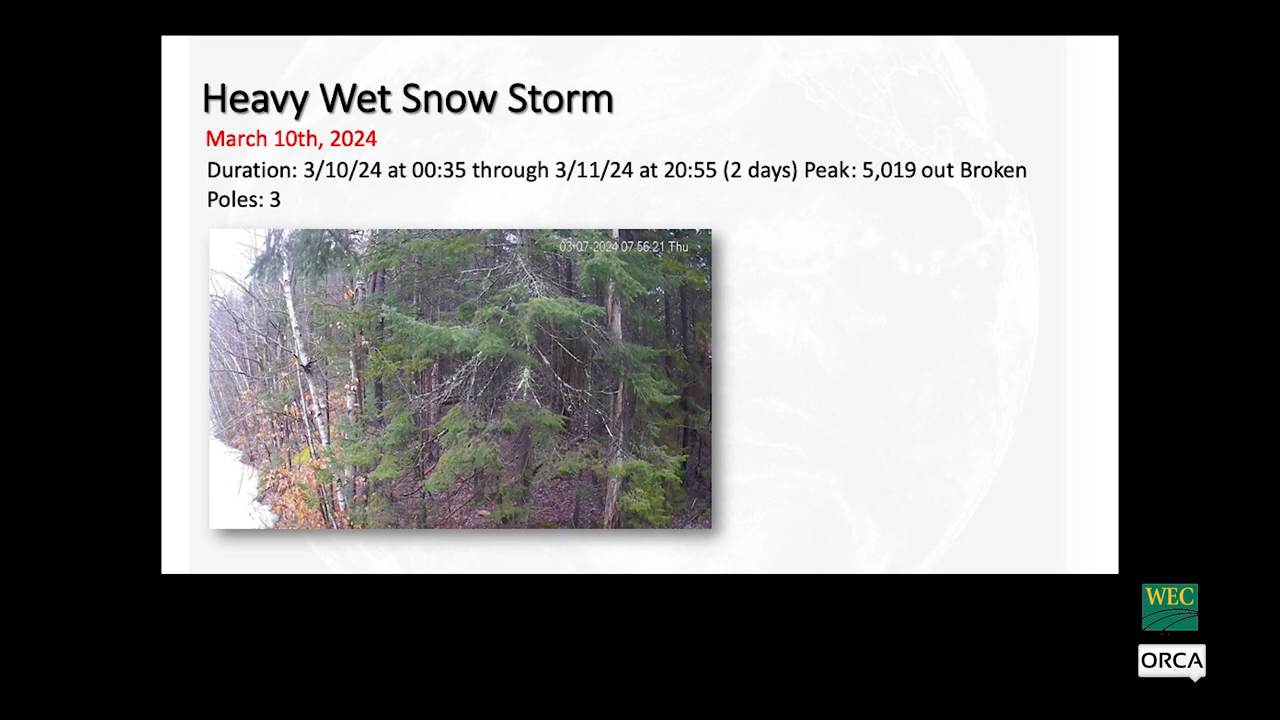 Heavy Wet Snow Storm
March 10th, 2024
Duration: 3/10/24 at 00:35 through 3/11/24 at 20:55 (2 days) Peak: 5,019 out Broken
Poles: 3
03-07-2024 07:56:21 Thu
WEC
ORCA